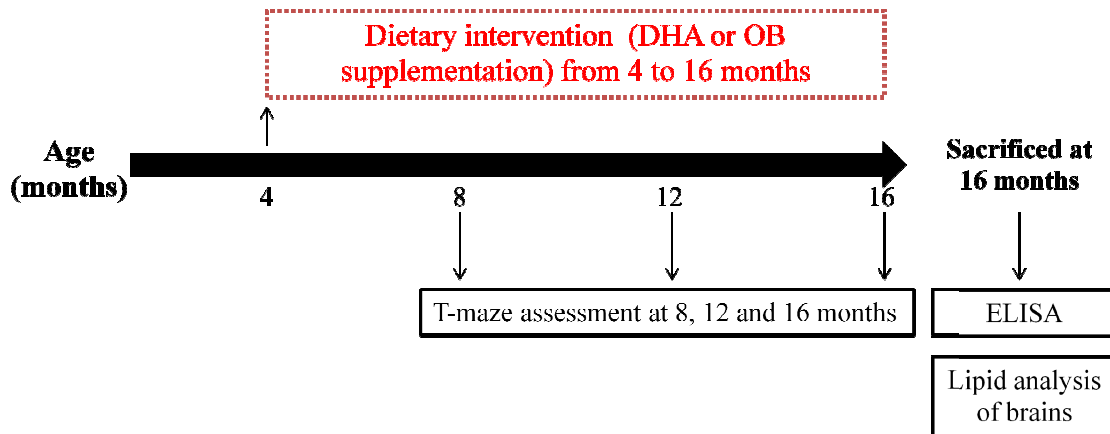 Dietary intervention (DHA or OB
supplementation) from 4 to 16 months
Age
(months)
4
8
12
16
Sacrificed at
16 months
T-maze assessment at 8, 12 and 16 months
ELISA
Lipid analysis
of brains